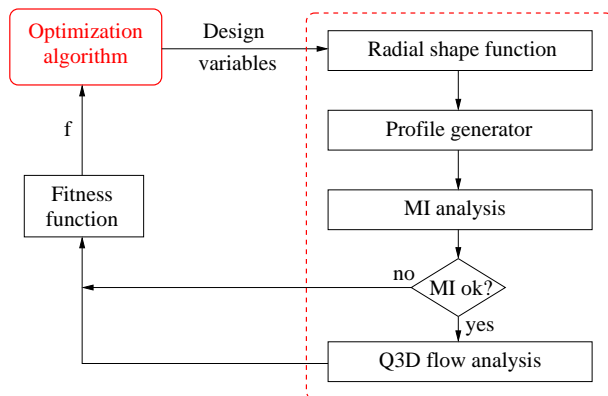 Optimization
algorithm
Design
variables
Radial shape function
Profile generator
MI analysis
MI ok?
no
yes
Q3D flow analysis
Fitness
function
f